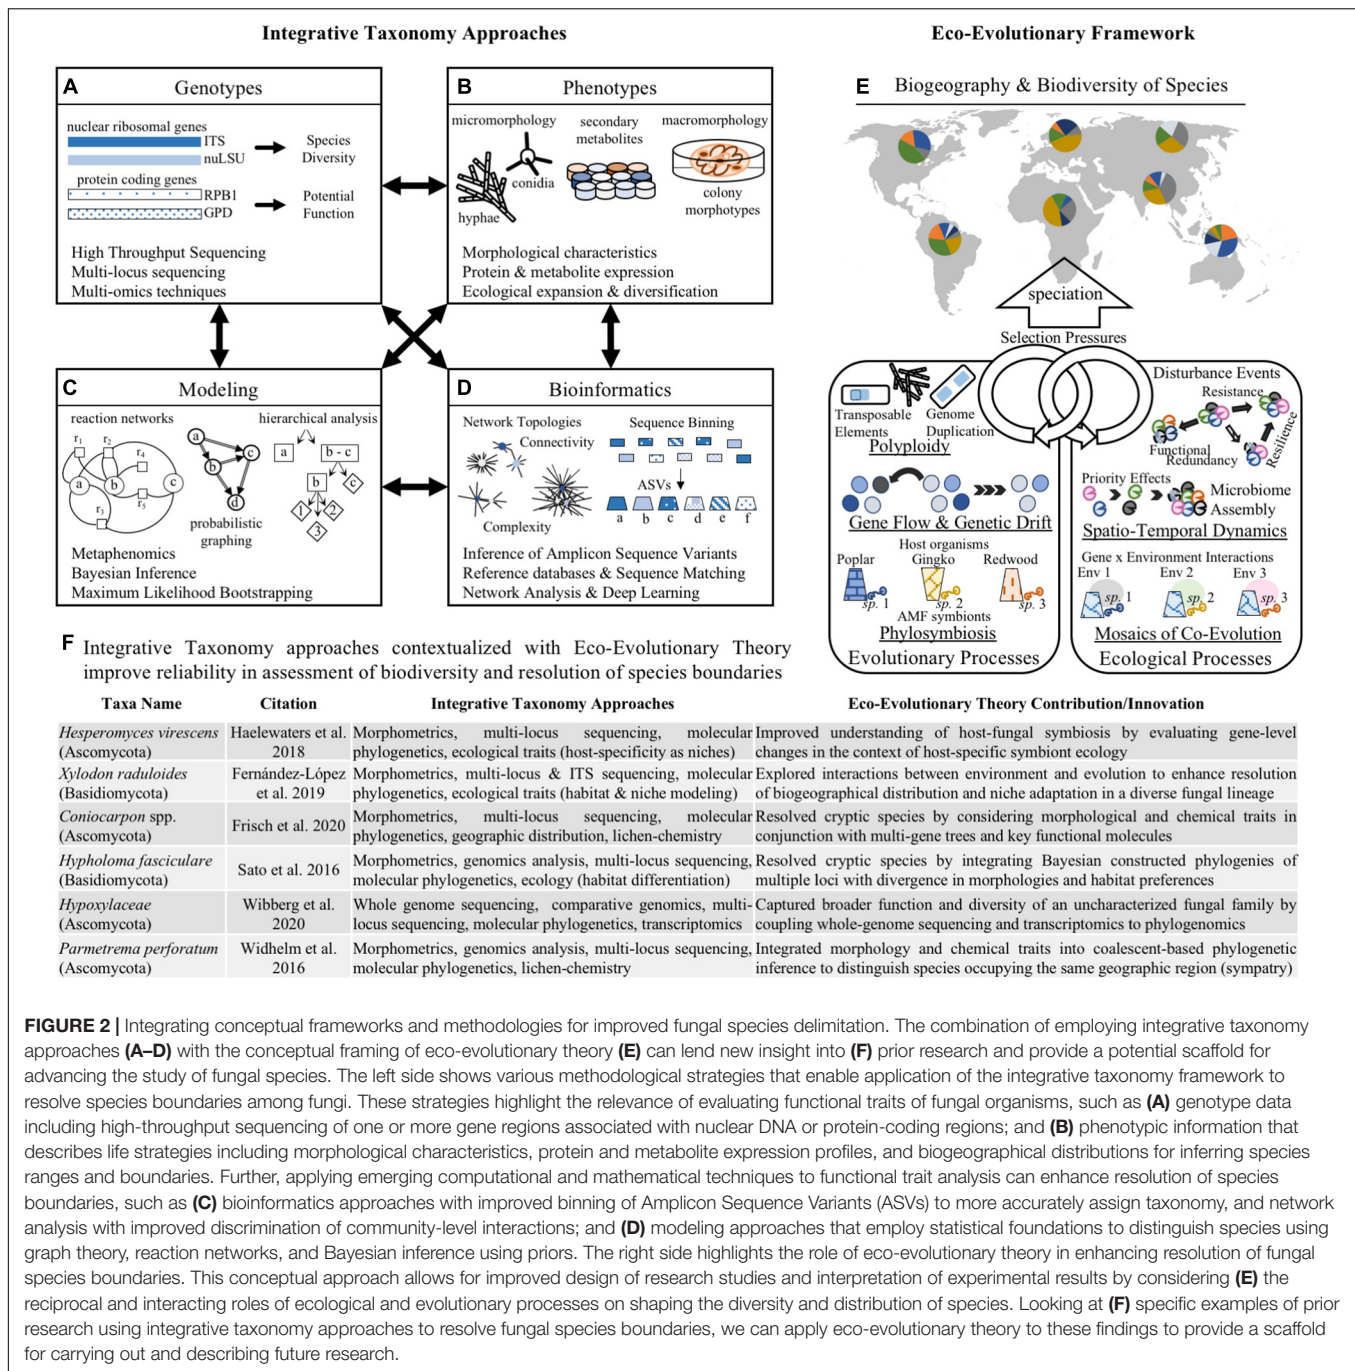 Integrative Taxonomy Approaches
Eco-Evolutionary Framework
A
Genotypes
nuclear ribosomal genes
ITS
nuLSU
Species
Diversity
protein coding genes
RPB1
GPD
Potential
Function
High Throughput Sequencing
Multi-locus sequencing
Multi-omics techniques
B
Phenotypes
micromorphology
secondary
metabolites
macromorphology
conidia
hyphae
colony
morphotypes
Morphological characteristics
Protein & metabolite expression
Ecological expansion & diversification
C
Modeling
reaction networks
hierarchical analysis
r1
r2
r4
a
b
c
r5
r3
a
b
c
d
probabilistic
graphing
a
b - c
b
c
1
2
3
Metaphenomics
Bayesian Inference
Maximum Likelihood Bootstrapping
D
Bioinformatics
Network Topologies
Connectivity
Complexity
Sequence Binning
ASVs
a b c d e f
Inference of Amplicon Sequence Variants
Reference databases & Sequence Matching
Network Analysis & Deep Learning
E
Biogeography & Biodiversity of Species
speciation
Selection Pressures
Transposable
Elements
Genome
Duplication
Polyploidy
Gene Flow & Genetic Drift
Host organisms
Poplar
Gingko
Redwood
sp. 1
sp. 2
sp. 3
AMF symbionts
Phylosymbiosis
Evolutionary Processes
Disturbance Events
Resistance
Resilience
Functional
Redundancy
Priority Effects
Microbiome
Assembly
Spatio-Temporal Dynamics
Gene x Environment Interactions
Env 1
Env 2
Env 3
sp. 1
sp. 2
sp. 3
Mosaics of Co-Evolution
Ecological Processes
F Integrative Taxonomy approaches contextualized with Eco-Evolutionary Theory
improve reliability in assessment of biodiversity and resolution of species boundaries
Taxa Name Citation Integrative Taxonomy Approaches Eco-Evolutionary Theory Contribution/Innovation
Hesperomyces virescens Haelewaters et al. Morphometrics, multi-locus sequencing, molecular Improved understanding of host-fungal symbiosis by evaluating gene-level
(Ascomycota) 2018 phylogenetics, ecological traits (host-specificity as niches) changes in the context of host-specific symbiont ecology
Xylodon raduloides Fernández-López Morphometrics, multi-locus & ITS sequencing, molecular Explored interactions between environment and evolution to enhance resolution
(Basidiomycota) et al. 2019 phylogenetics, ecological traits (habitat & niche modeling) of biogeographical distribution and niche adaptation in a diverse fungal lineage
Coniocarpon spp. Frisch et al. 2020 Morphometrics, multi-locus sequencing, molecular Resolved cryptic species by considering morphological and chemical traits in
(Ascomycota) phylogenetics, geographic distribution, lichen-chemistry conjunction with multi-gene trees and key functional molecules
Hypholoma fasciculare Sato et al. 2016 Morphometrics, genomics analysis, multi-locus sequencing, Resolved cryptic species by integrating Bayesian constructed phylogenies of
(Basidiomycota) molecular phylogenetics, ecology (habitat differentiation) multiple loci with divergence in morphologies and habitat preferences
Hypoxylaceae Wibberg et al. Whole genome sequencing, comparative genomics, multi- Captured broader function and diversity of an uncharacterized fungal family by
(Ascomycota) 2020 locus sequencing, molecular phylogenetics, transcriptomics coupling whole-genome sequencing and transcriptomics to phylogenomics
Parmetrema perforatum Widhelm et al. Morphometrics, genomics analysis, multi-locus sequencing, Integrated morphology and chemical traits into coalescent-based phylogenetic
(Ascomycota) 2016 molecular phylogenetics, lichen-chemistry inference to distinguish species occupying the same geographic region (sympatry)
FIGURE 2 | Integrating conceptual frameworks and methodologies for improved fungal species delimitation. The combination of employing integrative taxonomy
approaches (A–D) with the conceptual framing of eco-evolutionary theory (E) can lend new insight into (F) prior research and provide a potential scaffold for
advancing the study of fungal species. The left side shows various methodological strategies that enable application of the integrative taxonomy framework to
resolve species boundaries among fungi. These strategies highlight the relevance of evaluating functional traits of fungal organisms, such as (A) genotype data
including high-throughput sequencing of one or more gene regions associated with nuclear DNA or protein-coding regions; and (B) phenotypic information that
describes life strategies including morphological characteristics, protein and metabolite expression profiles, and biogeographical distributions for inferring species
ranges and boundaries. Further, applying emerging computational and mathematical techniques to functional trait analysis can enhance resolution of species
boundaries, such as (C) bioinformatics approaches with improved binning of Amplicon Sequence Variants (ASVs) to more accurately assign taxonomy, and network
analysis with improved discrimination of community-level interactions; and (D) modeling approaches that employ statistical foundations to distinguish species using
graph theory, reaction networks, and Bayesian inference using priors. The right side highlights the role of eco-evolutionary theory in enhancing resolution of fungal
species boundaries. This conceptual approach allows for improved design of research studies and interpretation of experimental results by considering (E) the
reciprocal and interacting roles of ecological and evolutionary processes on shaping the diversity and distribution of species. Looking at (F) specific examples of prior
research using integrative taxonomy approaches to resolve fungal species boundaries, we can apply eco-evolutionary theory to these findings to provide a scaffold
for carrying out and describing future research.